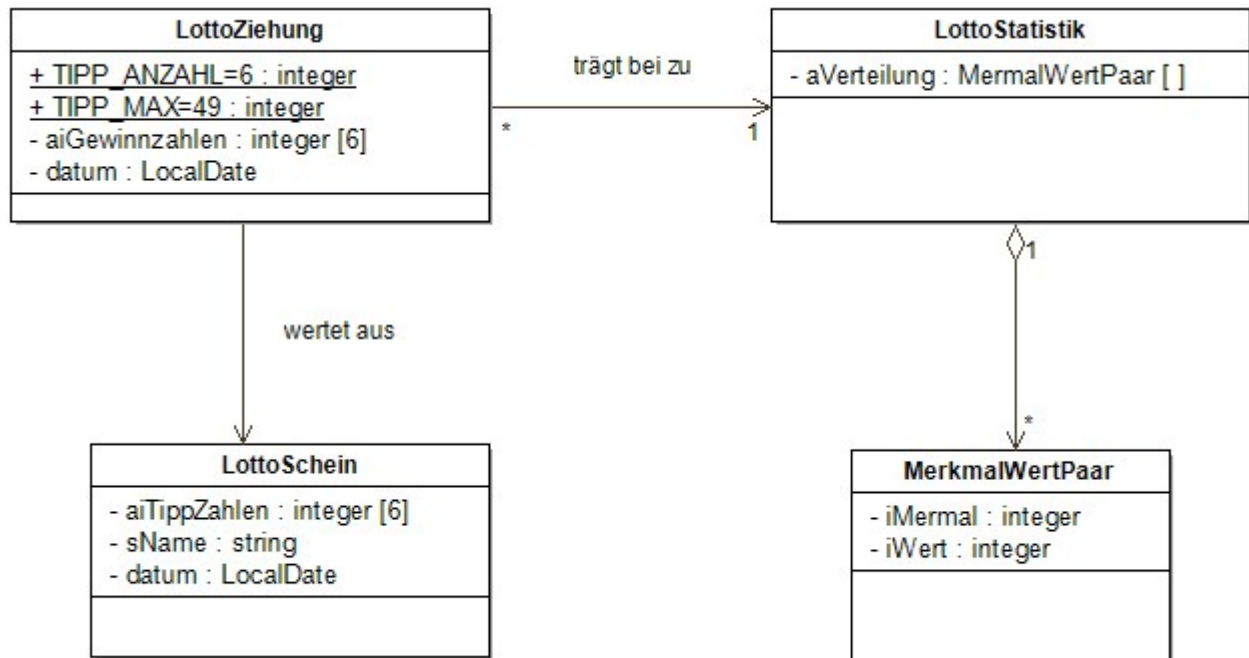 LottoZiehung
+ TIPP_ANZAHL=6 : integer
+ TIPP_MAX=49 : integer
- aiGewinnzahlen : integer [6]
- datum : LocalDate
trägt bei zu
*
1
LottoStatistik
- aVerteilung : MermalWertPaar [ ]
1
wertet aus
*
LottoSchein
- aiTippZahlen : integer [6]
- sName : string
- datum : LocalDate
MerkmalWertPaar
- iMermal : integer
- iWert : integer